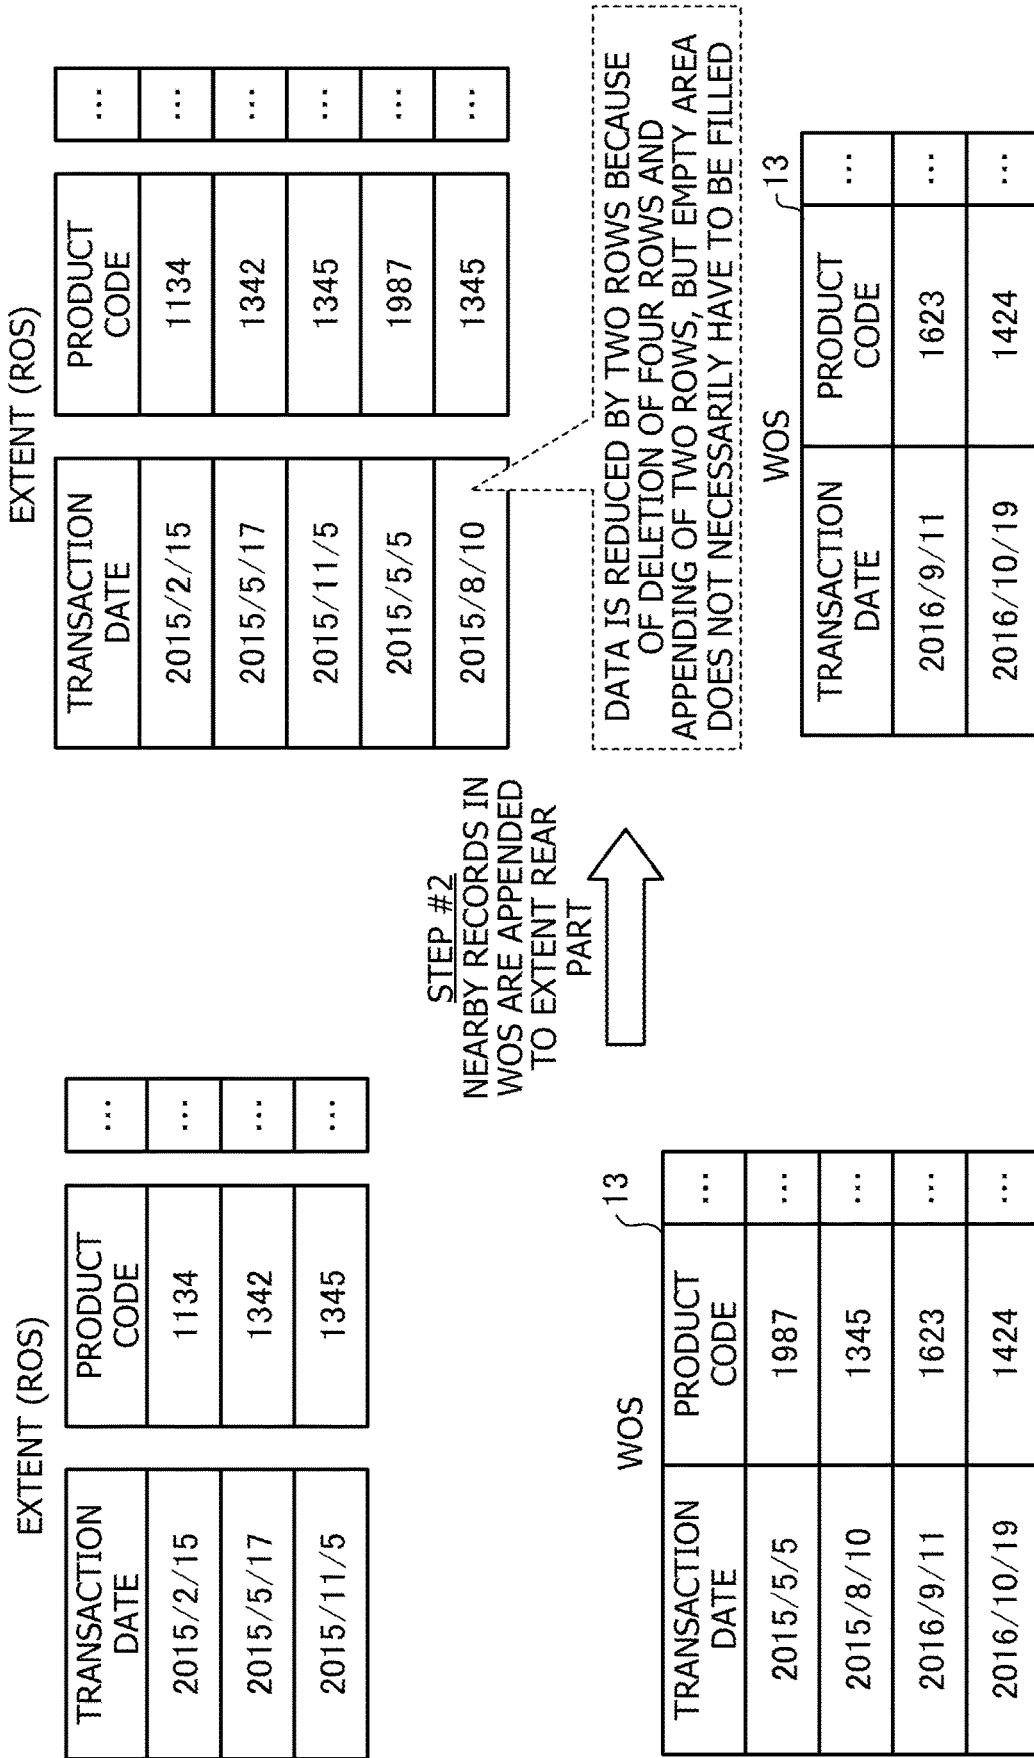 EXTENT (ROS)
TRANSACTION
DATE
PRODUCT
CODE
...
2015/2/15
1134
...
2015/5/17
1342
...
2015/11/5
1345
...
WOS
13
TRANSACTION
DATE
PRODUCT
CODE
...
2015/5/5
1987
...
2015/8/10
1345
...
2016/9/11
1623
...
2016/10/19
1424
...
STEP #2
NEARBY RECORDS IN
WOS ARE APPENDED
TO EXTENT REAR
PART
EXTENT (ROS)
TRANSACTION
DATE
PRODUCT
CODE
...
2015/2/15
1134
...
2015/5/17
1342
...
2015/11/5
1345
...
2015/5/5
1987
...
2015/8/10
1345
...
DATA IS REDUCED BY TWO ROWS BECAUSE
OF DELETION OF FOUR ROWS AND
APPENDING OF TWO ROWS, BUT EMPTY AREA
DOES NOT NECESSARILY HAVE TO BE FILLED
WOS
13
TRANSACTION
DATE
PRODUCT
CODE
...
2016/9/11
1623
...
2016/10/19
1424
...